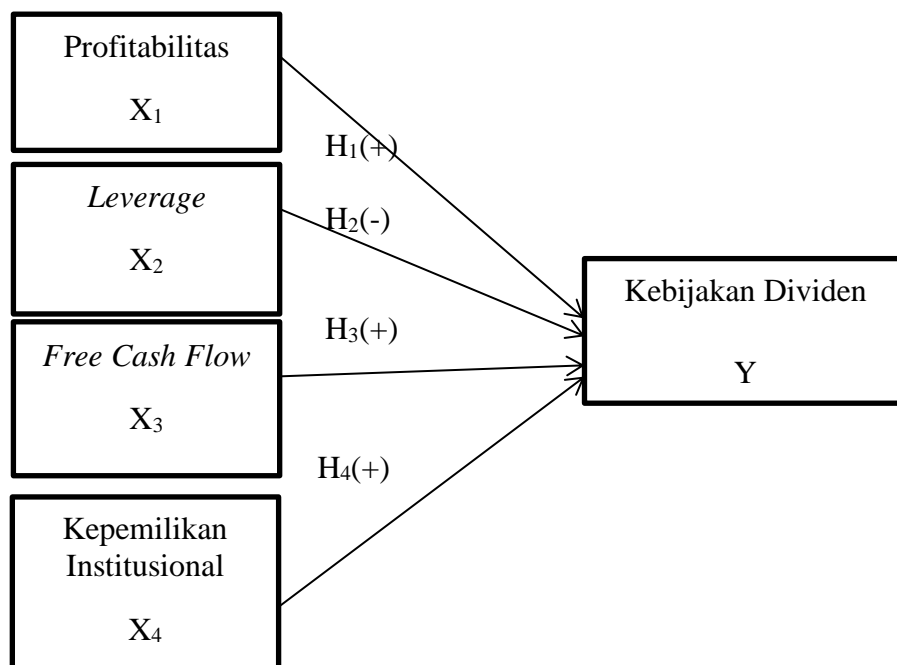 Profitabilitas
X₁
H₁(+)
Leverage
X₂
H₂(-)
Kebijakan Dividen
Y
H₃(+)
Free Cash Flow
X₃
H₄(+)
Kepemilikan
Institusional
X₄